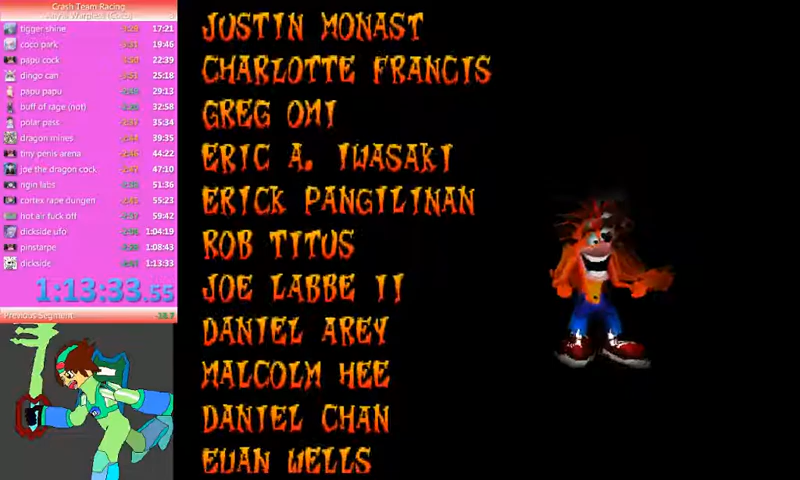 Crash Team Racing
Any% Warpless (Coco)
tigger shine 17:21
coco park 19:46
papu cock 22:39
dingo can 25:18
papu papu 29:13
buff of rage (not) 32:58
polar pass 35:34
dragon mines 39:35
tiny penis arena 44:22
joe the dragon cock 47:10
ngin labs 51:36
cortex rape dungen 55:23
hot air fuck off 59:42
dickside ufo 1:04:19
pinstarpe 1:08:43
dickside 1:13:33
1:13:33.55
Previous Segment -18.7
JUSTIN MONAST
CHARLOTTE FRANCIS
GREG OMI
ERIC A. IWASAKI
ERICK PANGILINAN
ROB TITUS
JOE LABBE II
DANIEL AREY
MALCOLM HEE
DANIEL CHAN
EVAN WELLS